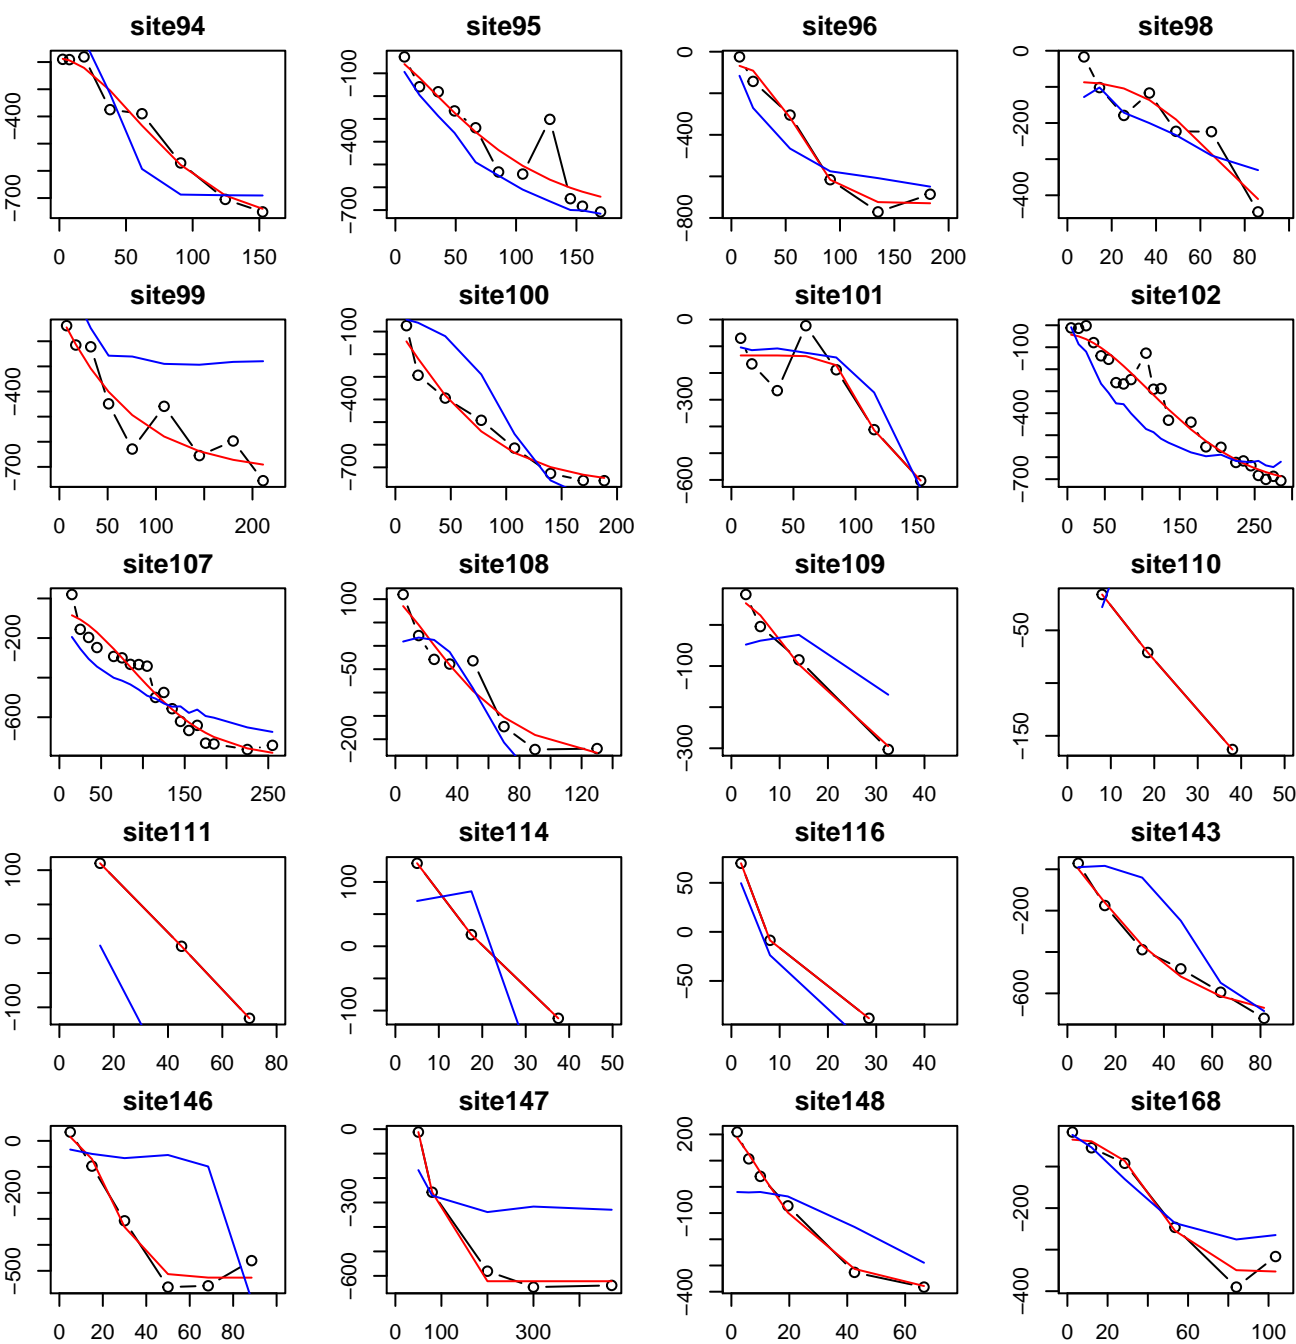 site94 site95 site96 site98
−700 −400
0 50 100 150
−700 −400 −100
0 50 100 150
−800 −400 0
0 50 100 150 200
−400 −200 0
0 20 40 60 80
site99 site100 site101 site102
−700 −400
0 50 100 200
−700 −400 −100
0 50 100 150 200
−600 −300 0
0 50 100 150
−700 −400 −100
0 50 150 250
site107 site108 site109 site110
−600 −200
0 50 150 250
−200 −50 100
0 40 80 120
−300 −100
0 10 20 30 40
−150 −50
0 10 20 30 40 50
site111 site114 site116 site143
−100 0 100
0 20 40 60 80
−100 0 100
0 10 20 30 40 50
−50 0 50
0 10 20 30 40
−600 −200
0 20 40 60 80
site146 site147 site148 site168
−500 −200 0
0 20 40 60 80
−600 −300 0
100 300
−400 −100 200
0 20 40 60
−400 −200
0 20 60 100